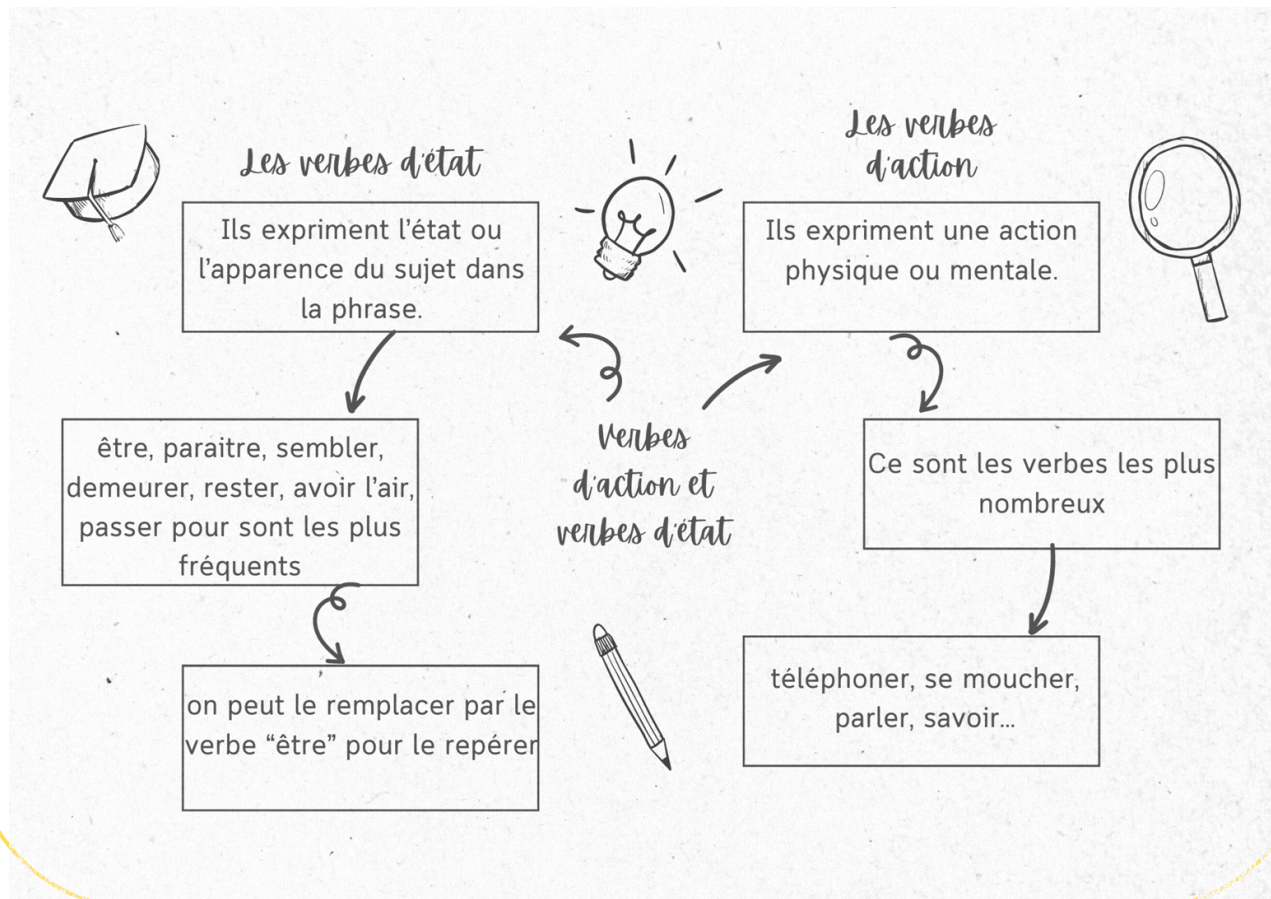 Les verbes d'état
Ils expriment l'état ou
l'apparence du sujet dans
la phrase.
être, paraitre, sembler,
demeurer, rester, avoir l'air,
passer pour sont les plus
fréquents
on peut le remplacer par le
verbe “être” pour le repérer
Verbes
d'action et
verbes d'état
Les verbes
d'action
Ils expriment une action
physique ou mentale.
Ce sont les verbes les plus
nombreux
téléphoner, se moucher,
parler, savoir...